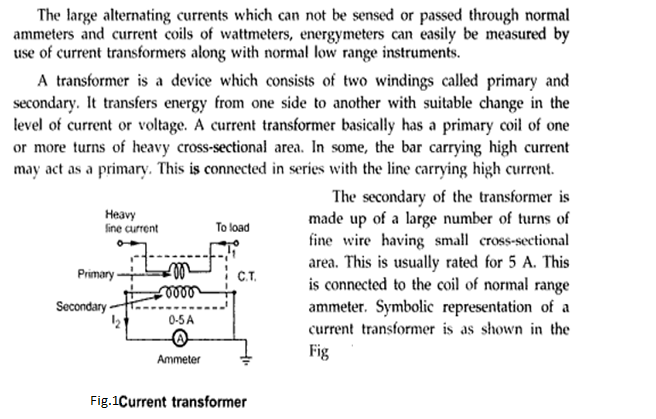 The large alternating currents which can not be sensed or passed through normal
ammeters and current coils of wattmeters, energymeters can easily be measured by
use of current transformers along with normal low range instruments.
A transformer is a device which consists of two windings called primary and
secondary. It transfers energy from one side to another with suitable change in the
level of current or voltage. A current transformer basically has a primary coil of one
or more turns of heavy cross-sectional area. In some, the bar carrying high current
may act as a primary. This is connected in series with the line carrying high current.
The secondary of the transformer is
made up of a large number of turns of
fine wire having small cross-sectional
area. This is usually rated for 5 A. This
is connected to the coil of normal range
ammeter. Symbolic representation of a
current transformer is as shown in the
Fig
Heavy
line current
To load
I1
Primary
C.T.
Secondary
I2
0-5 A
A
Ammeter
Fig.1Current transformer